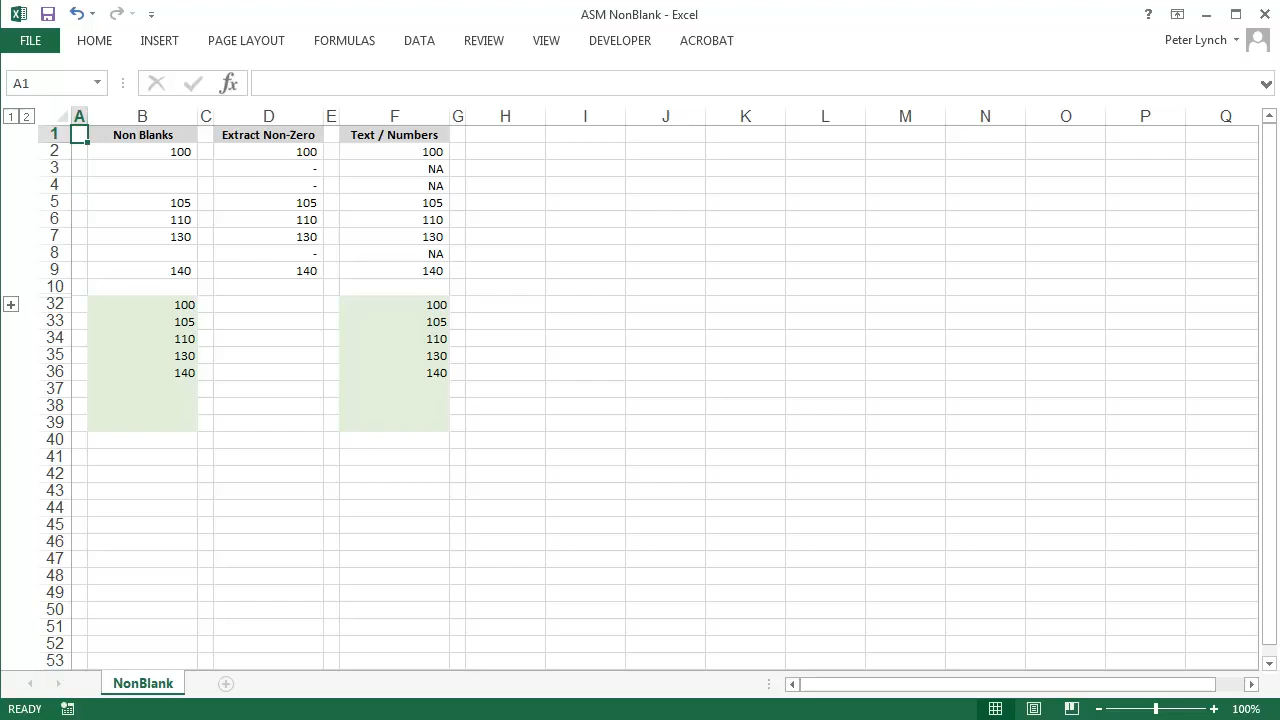 ASM NonBlank - Excel
?
FILE HOME INSERT PAGE LAYOUT FORMULAS DATA REVIEW VIEW DEVELOPER ACROBAT Peter Lynch
A1 fx
1 2 A B C D E F G H I J K L M N O P Q
1 Non Blanks Extract Non-Zero Text / Numbers
2 100 100 100
3 - NA
4 - NA
5 105 105 105
6 110 110 110
7 130 130 130
8 - NA
9 140 140 140
10
32 100 100
33 105 105
34 110 110
35 130 130
36 140 140
37
38
39
40
41
42
43
44
45
46
47
48
49
50
51
52
53
NonBlank
READY 100%